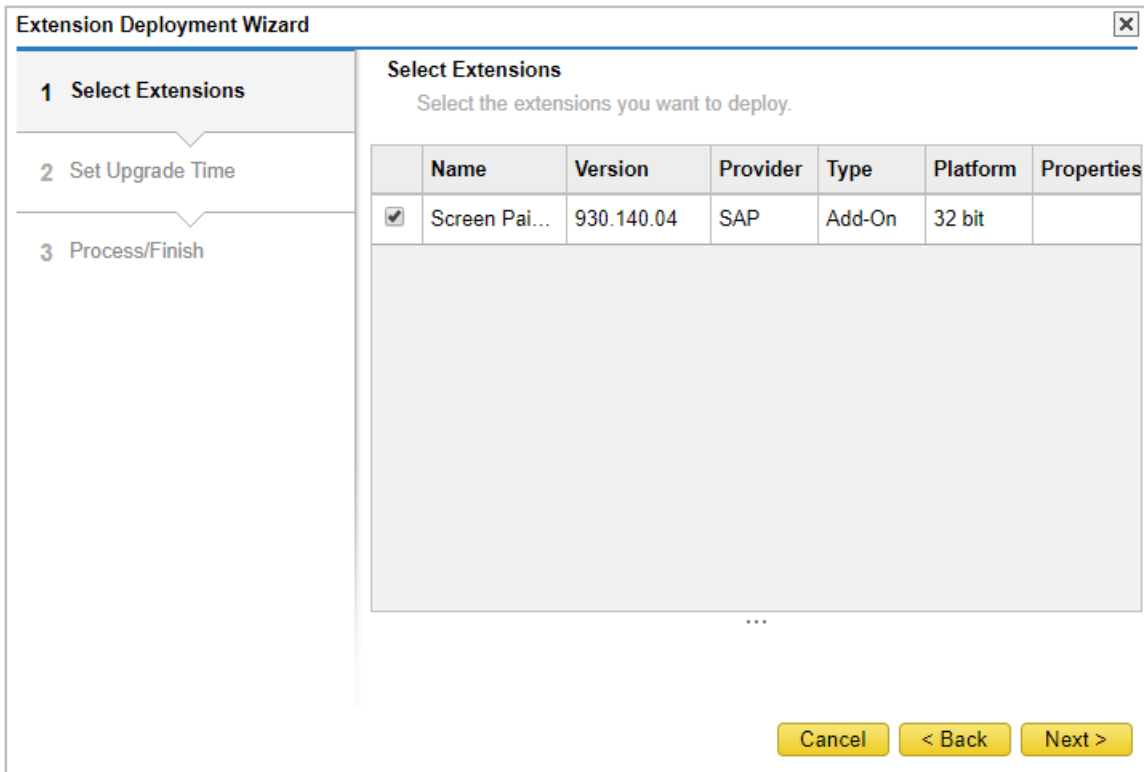 Extension Deployment Wizard
1 Select Extensions
2 Set Upgrade Time
3 Process/Finish
Select Extensions
Select the extensions you want to deploy.
Name Version Provider Type Platform Properties
Screen Pai... 930.140.04 SAP Add-On 32 bit
...
Cancel < Back Next >